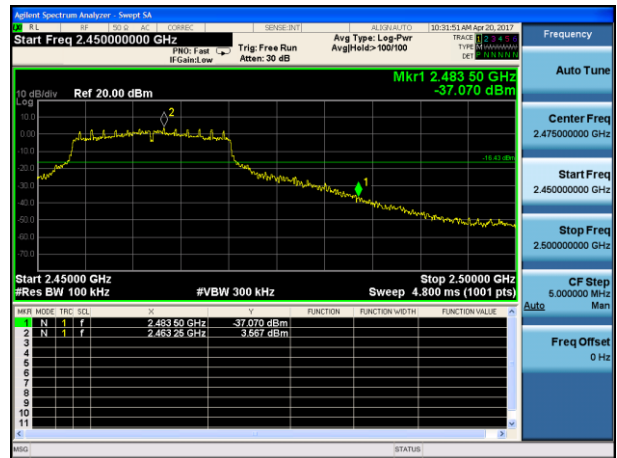 Agilent Spectrum Analyzer - Swept SA
RL RF 50 Ω AC CORREC SENSE:INT ALIGNAUTO 10:31:51 AM Apr 20, 2017
Start Freq 2.450000000 GHz
PNO: Fast
IFGain:Low
Trig: Free Run
Atten: 30 dB
Avg Type: Log-Pwr
Avg|Hold:> 100/100
TRACE 1 2 3 4 5 6
TYPE M
DET P N N N N N
Mkr1 2.483 50 GHz
-37.070 dBm
10 dB/div Ref 20.00 dBm
Log
10.0
0.00
-10.0
-20.0
-30.0
-40.0
-50.0
-60.0
-70.0
2
1
-16.43 dBm
Start 2.45000 GHz Stop 2.50000 GHz
#Res BW 100 kHz #VBW 300 kHz Sweep 4.800 ms (1001 pts)
MKR MODE TRC SCL X Y FUNCTION FUNCTION WIDTH FUNCTION VALUE
1 N 1 f 2.483 50 GHz -37.070 dBm
2 N 1 f 2.463 25 GHz 3.567 dBm
3
4
5
6
7
8
9
10
11
MSG STATUS
Frequency
Auto Tune
Center Freq
2.475000000 GHz
Start Freq
2.450000000 GHz
Stop Freq
2.500000000 GHz
CF Step
5.000000 MHz
Auto Man
Freq Offset
0 Hz